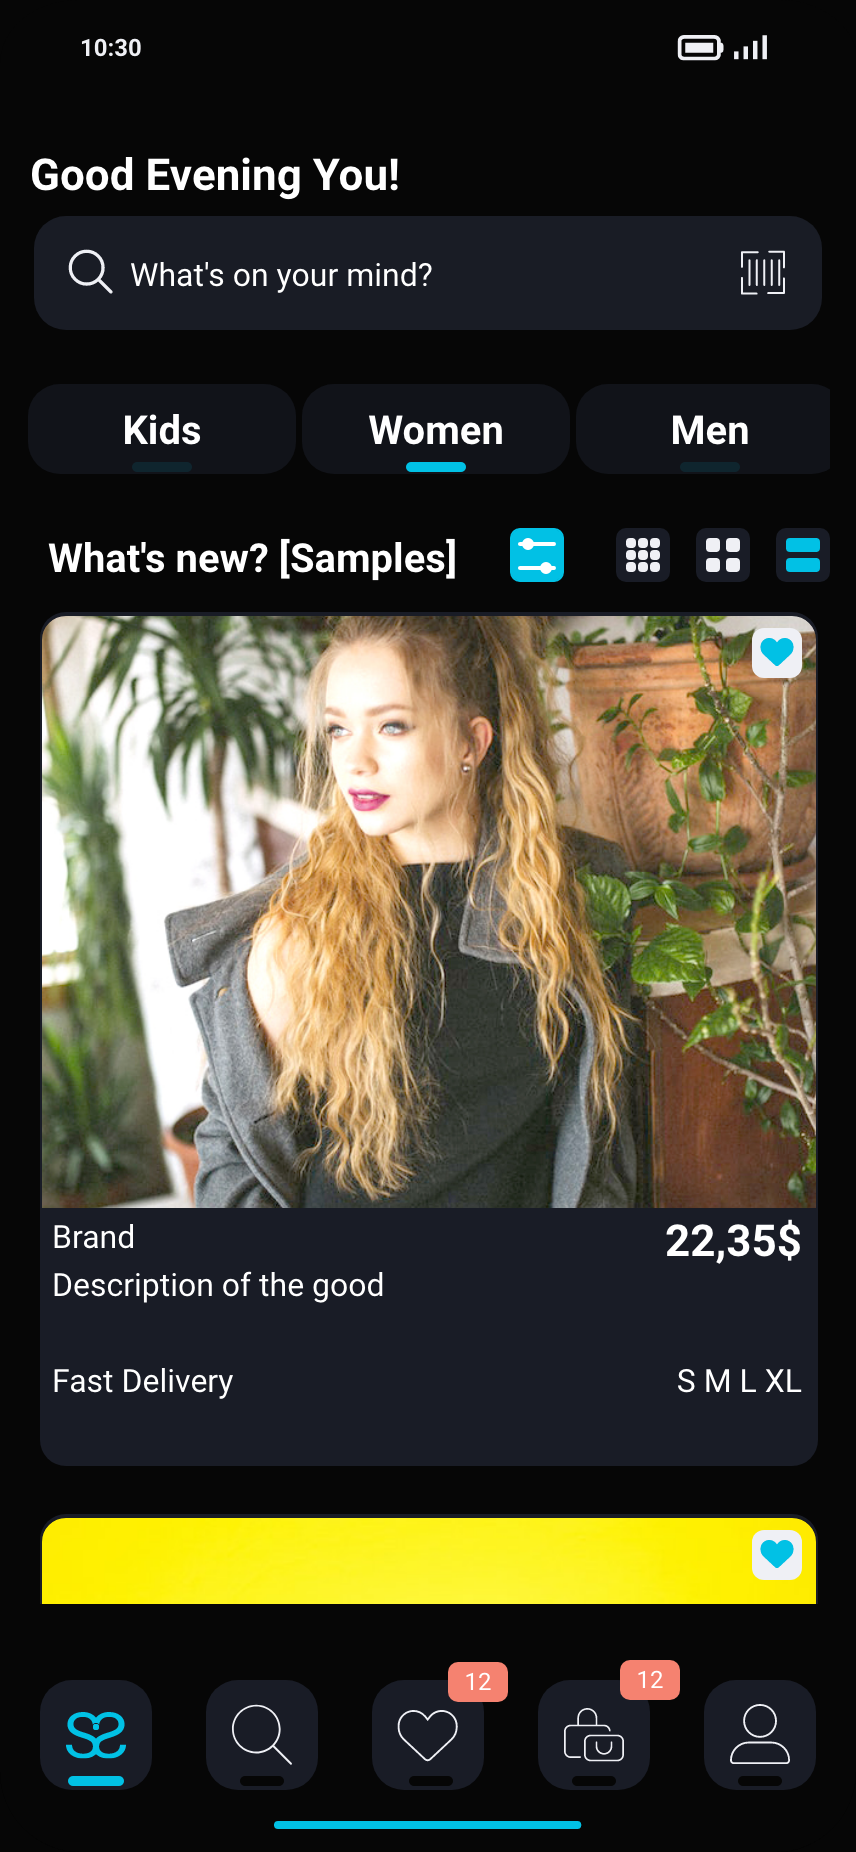 10:30
Good Evening You!
What's on your mind?
Kids Women Men
What's new? [Samples]
Brand 22,35$
Description of the good
Fast Delivery S M L XL
12 12